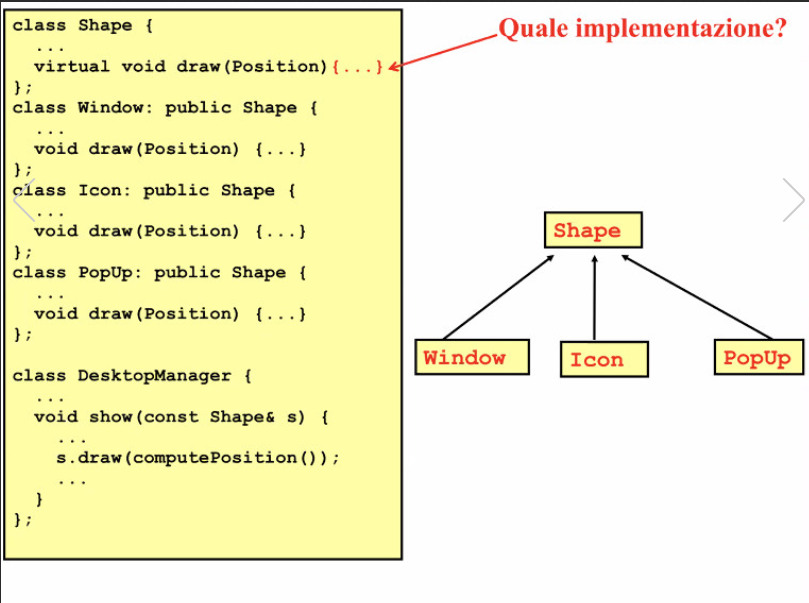 class Shape {
...
virtual void draw(Position){...}
};
class Window: public Shape {
...
void draw(Position) {...}
};
class Icon: public Shape {
...
void draw(Position) {...}
};
class PopUp: public Shape {
...
void draw(Position) {...}
};
class DesktopManager {
...
void show(const Shape& s) {
...
s.draw(computePosition());
...
}
};
Quale implementazione?
Shape
Window
Icon
PopUp